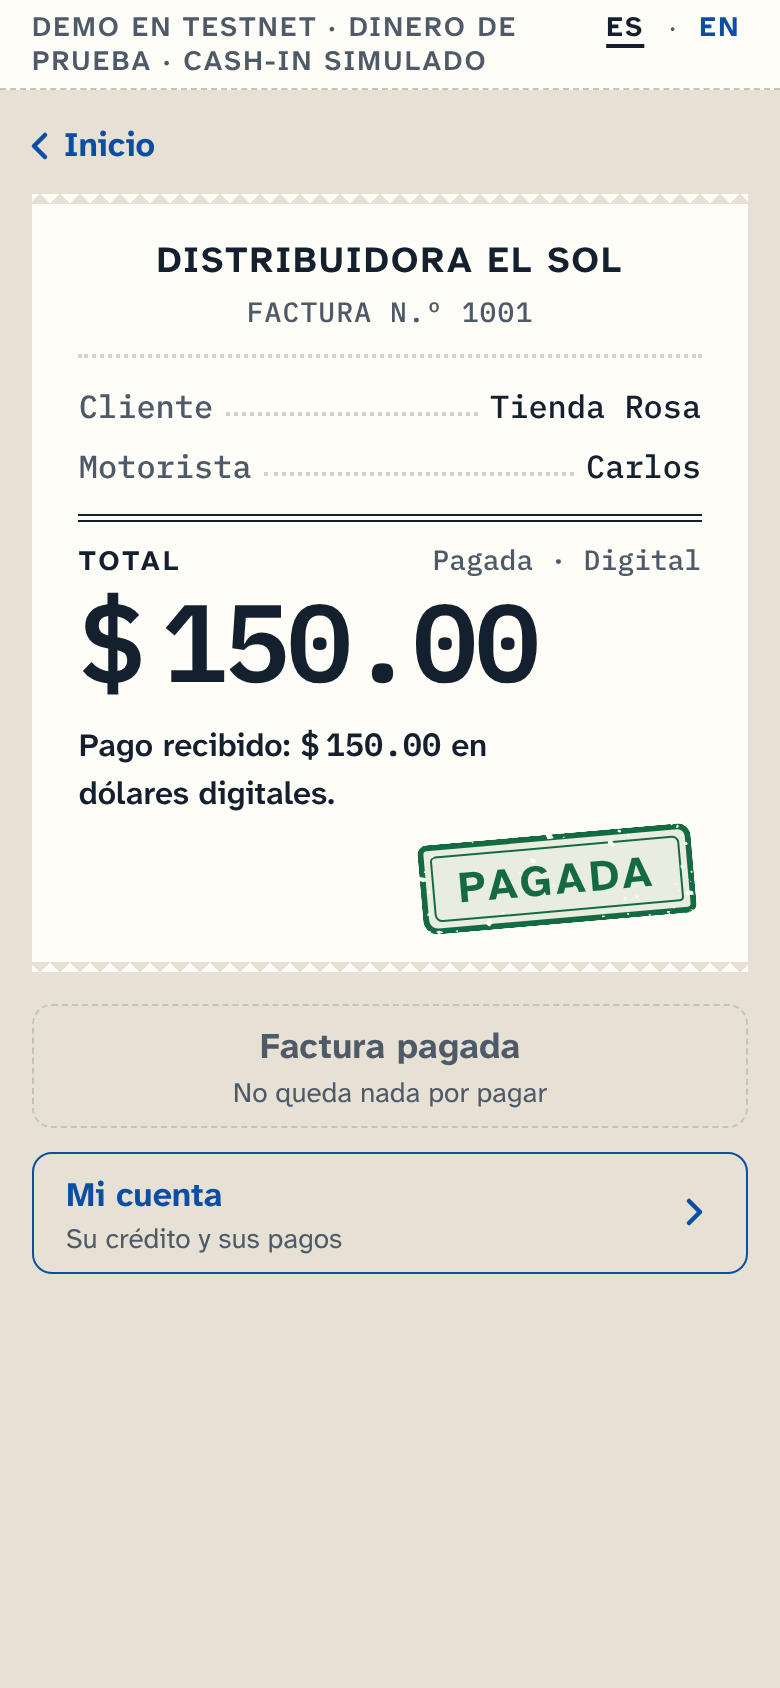 DEMO EN TESTNET · DINERO DE
PRUEBA · CASH-IN SIMULADO
ES · EN
Inicio
DISTRIBUIDORA EL SOL
FACTURA N.º 1001
Cliente Tienda Rosa
Motorista Carlos
TOTAL Pagada · Digital
$150.00
Pago recibido: $150.00 en
dólares digitales.
PAGADA
Factura pagada
No queda nada por pagar
Mi cuenta
Su crédito y sus pagos